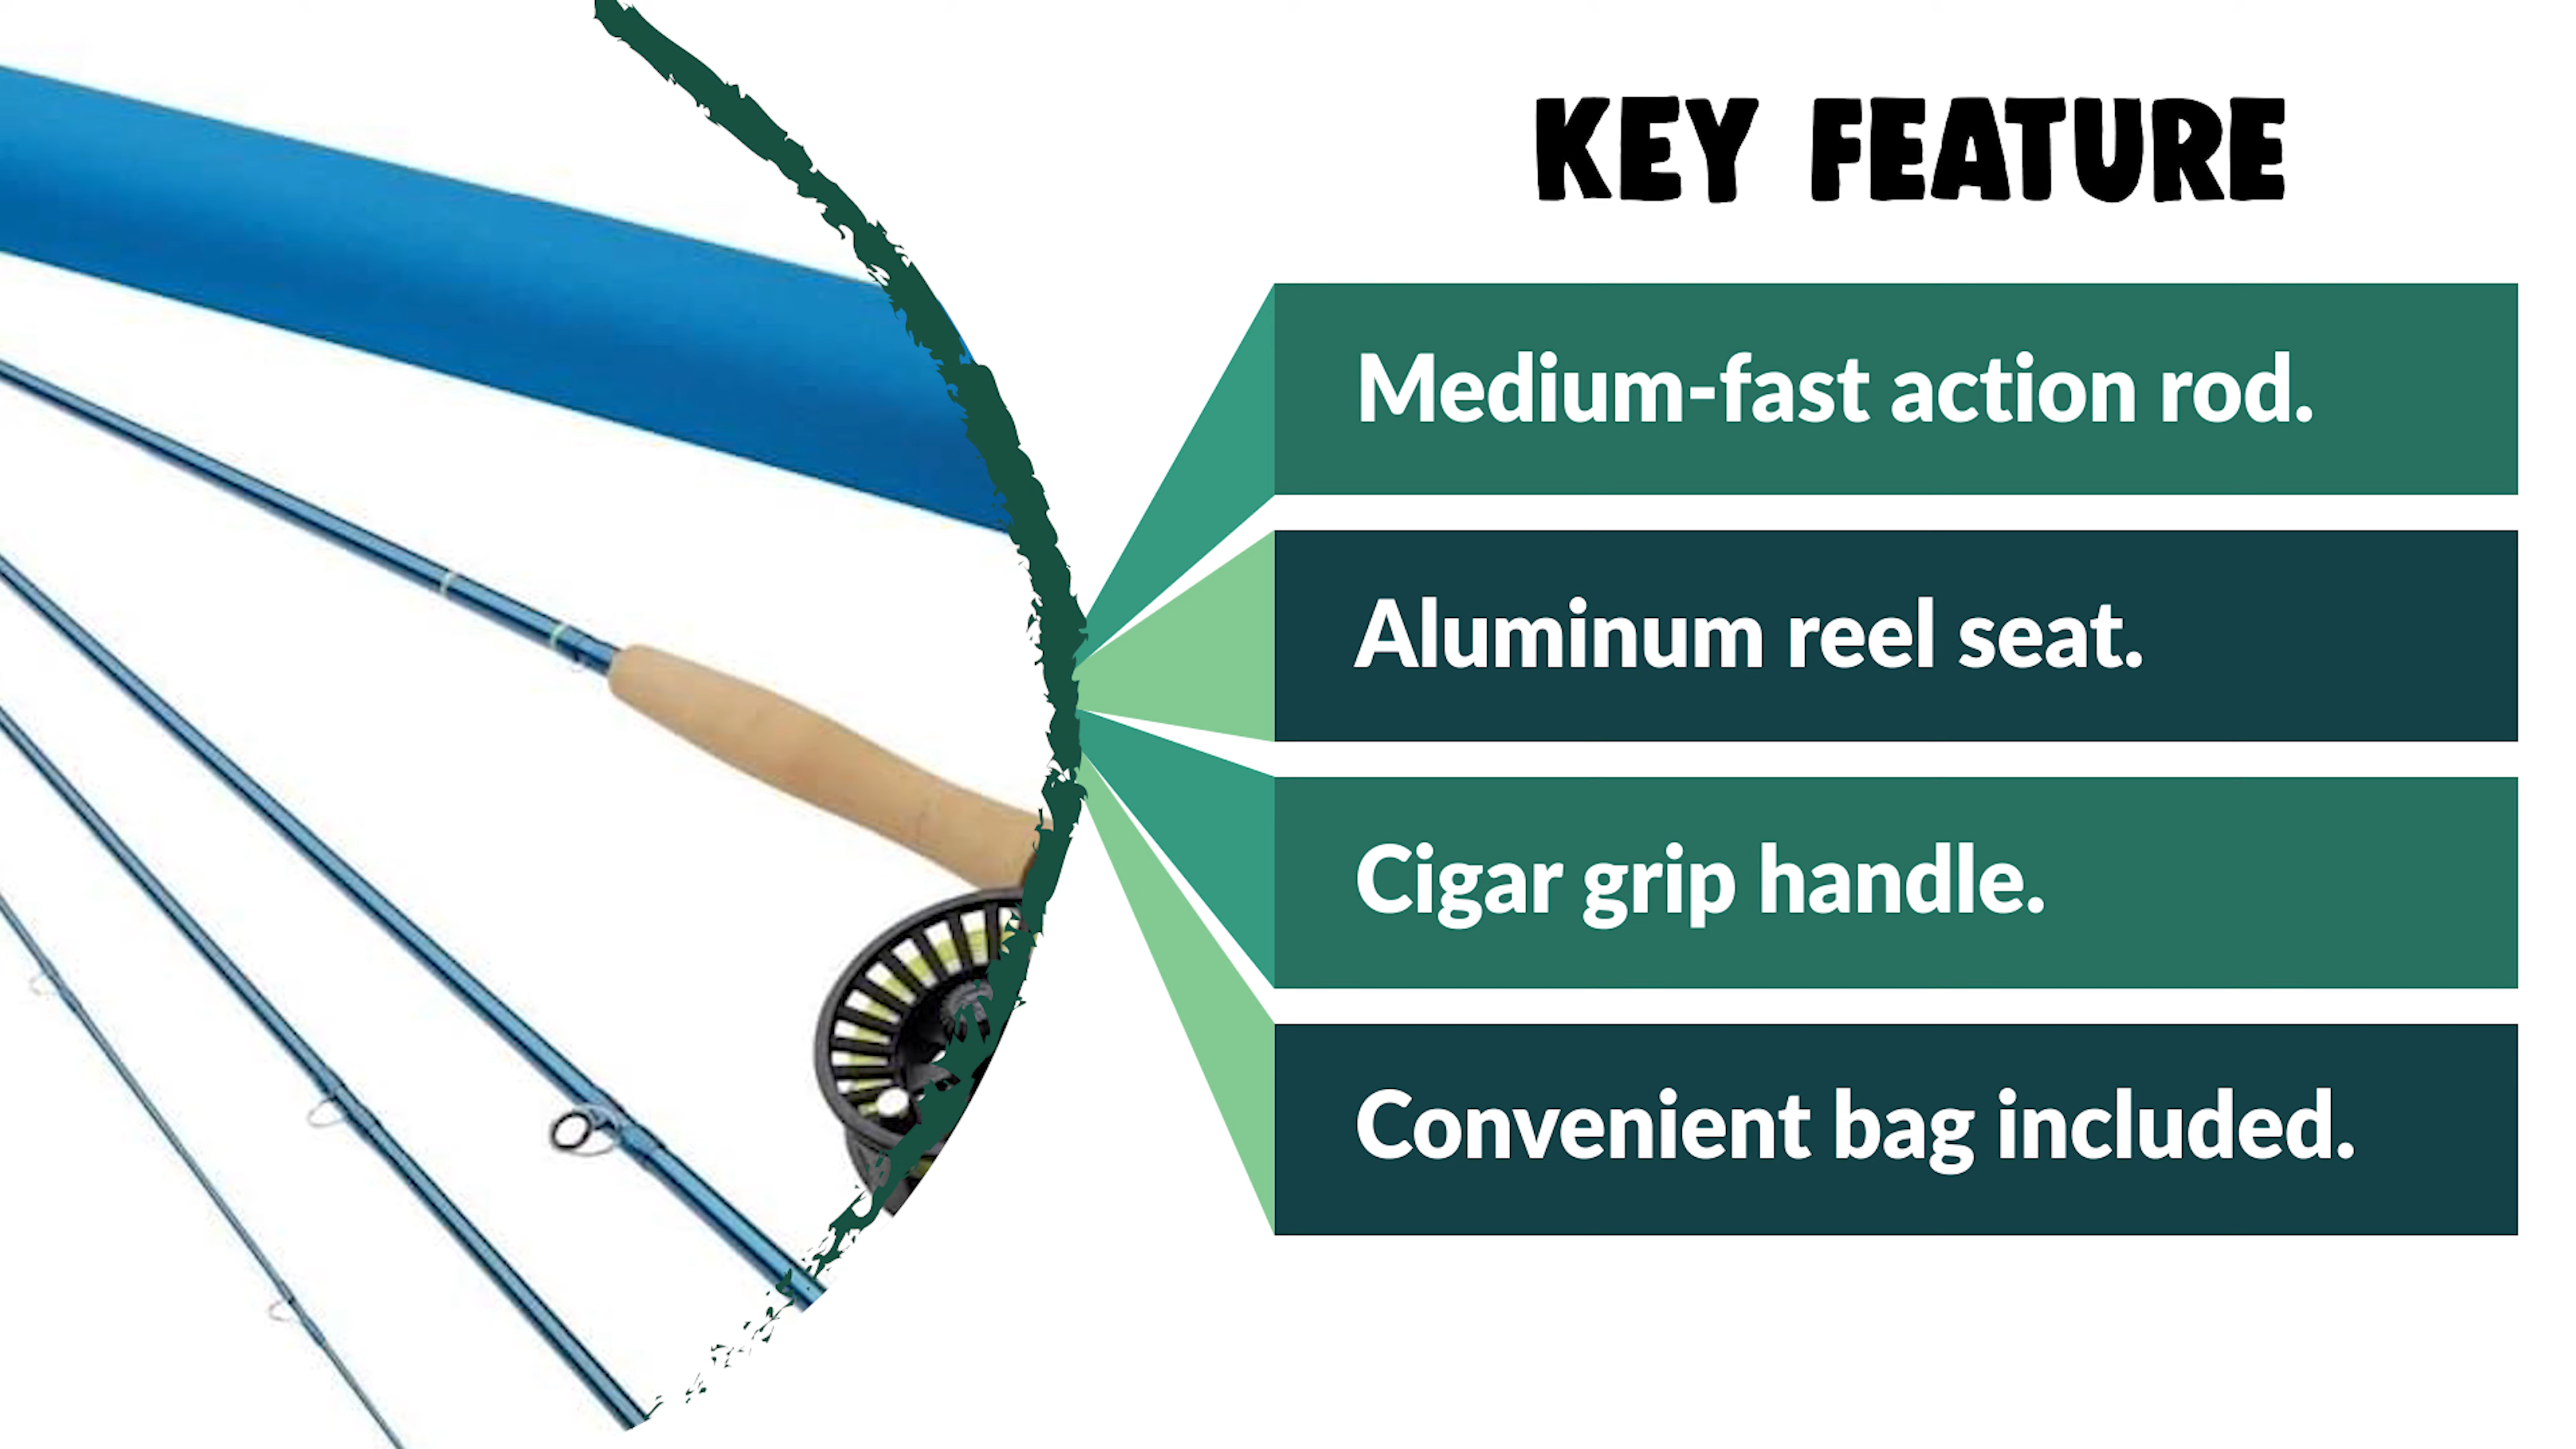 KEY FEATURE
Medium-fast action rod.
Aluminum reel seat.
Cigar grip handle.
Convenient bag included.